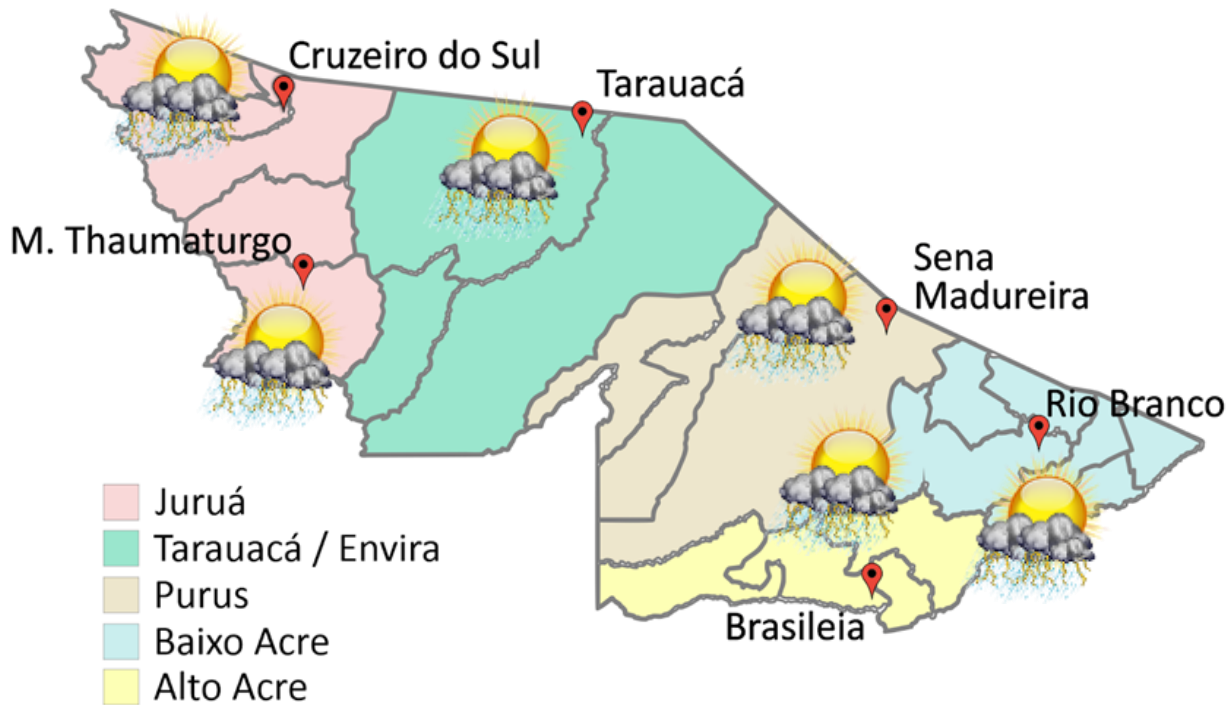 Cruzeiro do Sul
Tarauacá
M. Thaumaturgo
Sena
Madureira
Rio Branco
Brasileia
Juruá
Tarauacá / Envira
Purus
Baixo Acre
Alto Acre